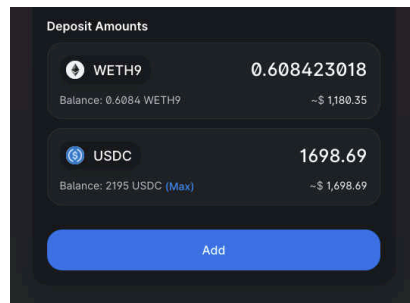 Deposit Amounts
WETH9 0.608423018
Balance: 0.6084 WETH9 ~$ 1,180.35
USDC 1698.69
Balance: 2195 USDC (Max) ~$ 1,698.69
Add